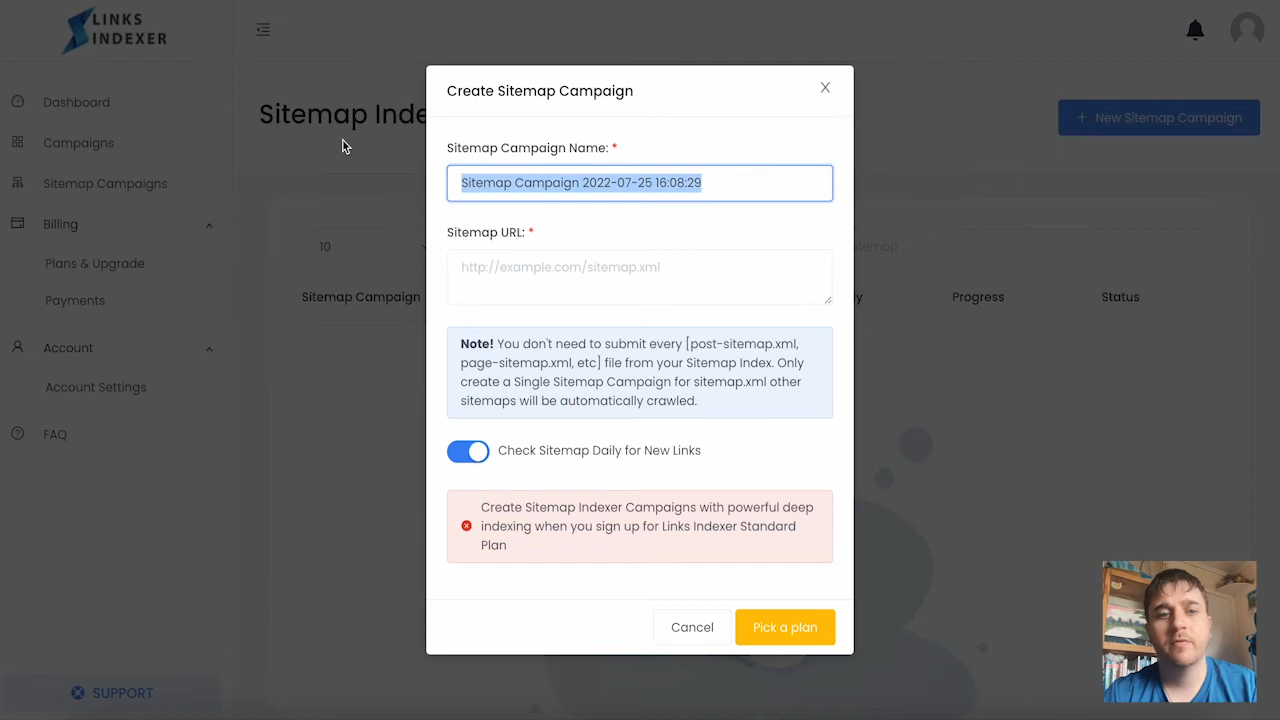 LINKS
INDEXER
Dashboard
Campaigns
Sitemap Campaigns
Billing
Plans & Upgrade
Payments
Account
Account Settings
FAQ
SUPPORT
Sitemap Inde
+ New Sitemap Campaign
10
Sitemap Campaign
Progress
Status
Create Sitemap Campaign
X
Sitemap Campaign Name: *
Sitemap Campaign 2022-07-25 16:08:29
Sitemap URL: *
http://example.com/sitemap.xml
Note! You don't need to submit every [post-sitemap.xml,
page-sitemap.xml, etc] file from your Sitemap Index. Only
create a Single Sitemap Campaign for sitemap.xml other
sitemaps will be automatically crawled.
Check Sitemap Daily for New Links
Create Sitemap Indexer Campaigns with powerful deep
indexing when you sign up for Links Indexer Standard
Plan
Cancel
Pick a plan